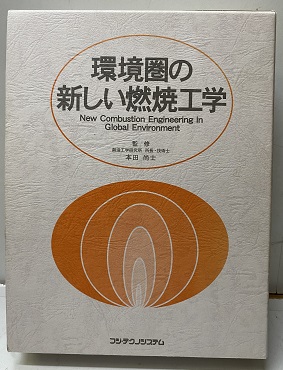 環境圏の
新しい燃焼工学
New Combustion Engineering In
Global Environment
監修
本田 尚士
フジ・テクノシステム